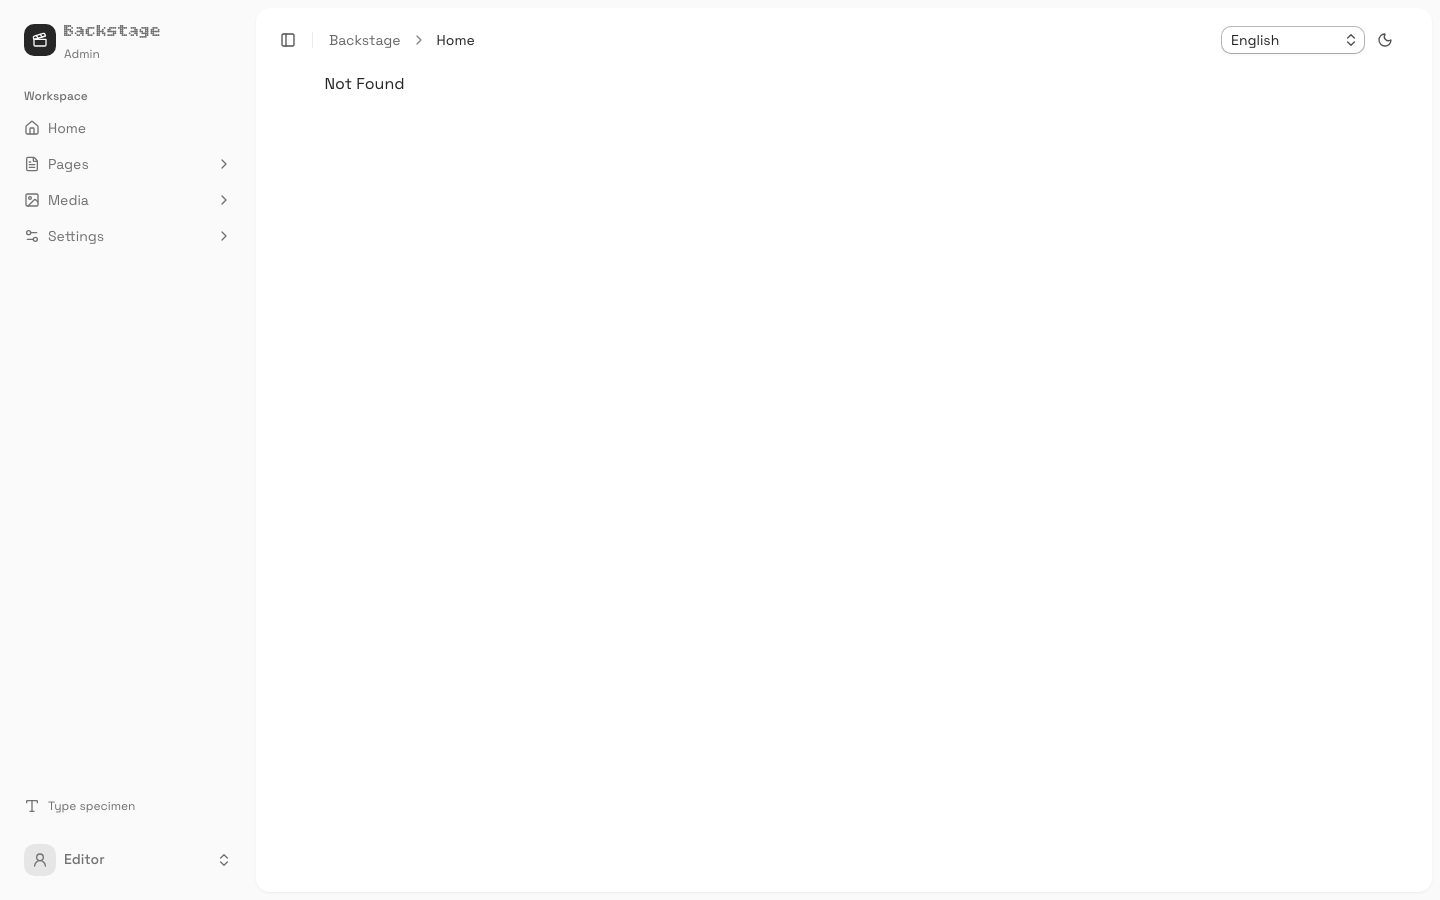 Backstage
Admin
Workspace
Home
Pages
Media
Settings
Type specimen
Editor
Backstage
Home
English
Not Found